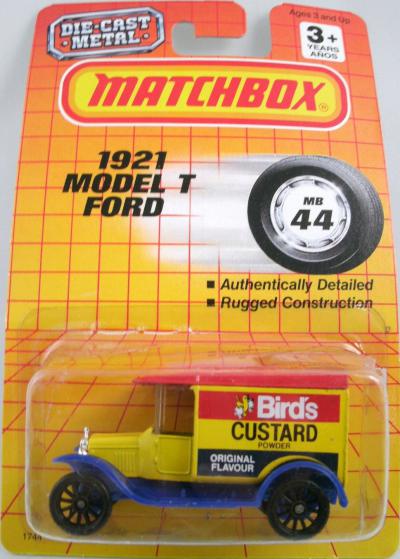 DIE-CAST
METAL
Ages 3 and Up
3+
YEARS
AÑOS
MATCHBOX®
1921
MODEL T
FORD
MB
44
■ Authentically Detailed
■ Rugged Construction
Bird's
CUSTARD
POWDER
ORIGINAL
FLAVOUR